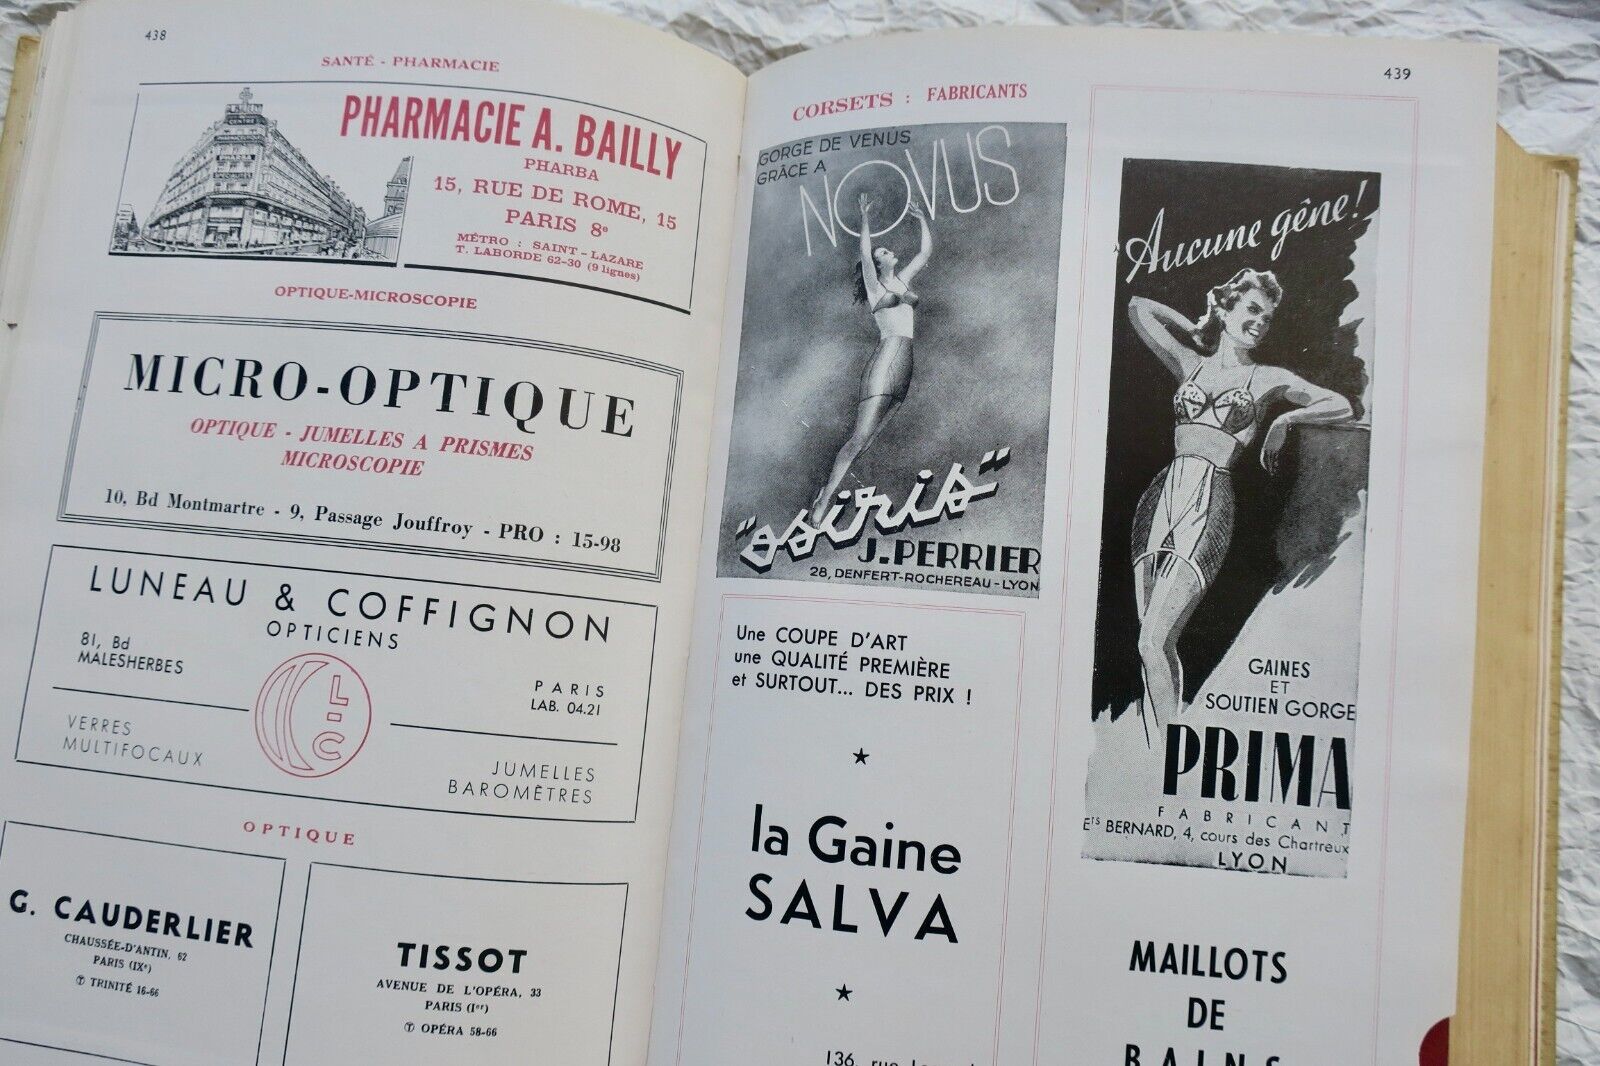 438
SANTÉ - PHARMACIE
PHARMACIE A. BAILLY
PHARBA
15, RUE DE ROME, 15
PARIS 8e
MÉTRO : SAINT - LAZARE
T. LABORDE 62-30 (9 lignes)
OPTIQUE-MICROSCOPIE
MICRO-OPTIQUE
OPTIQUE - JUMELLES A PRISMES
MICROSCOPIE
10, Bd Montmartre - 9, Passage Jouffroy - PRO : 15-98
LUNEAU & COFFIGNON
OPTICIENS
81, Bd
MALESHERBES
PARIS
LAB. 04.21
L.C
VERRES
MULTIFOCAUX
JUMELLES
BAROMÈTRES
OPTIQUE
G. CAUDERLIER
CHAUSSÉE-D'ANTIN, 62
PARIS (IXe)
Ⓣ TRINITÉ 16-66
TISSOT
AVENUE DE L'OPÉRA, 33
PARIS (Ier)
Ⓣ OPÉRA 58-66
439
CORSETS : FABRICANTS
GORGE DE VENUS
GRÂCE A
NOVUS
"osiris"
J. PERRIER
28, DENFERT-ROCHEREAU - LYON
Une COUPE D'ART
une QUALITÉ PREMIÈRE
et SURTOUT... DES PRIX !
★
la Gaine
SALVA
★
136, rue
Aucune gêne!
GAINES
ET
SOUTIEN GORGE
PRIMA
FABRICANT
Ets BERNARD, 4, cours des Chartreux
LYON
MAILLOTS
DE
BAINS